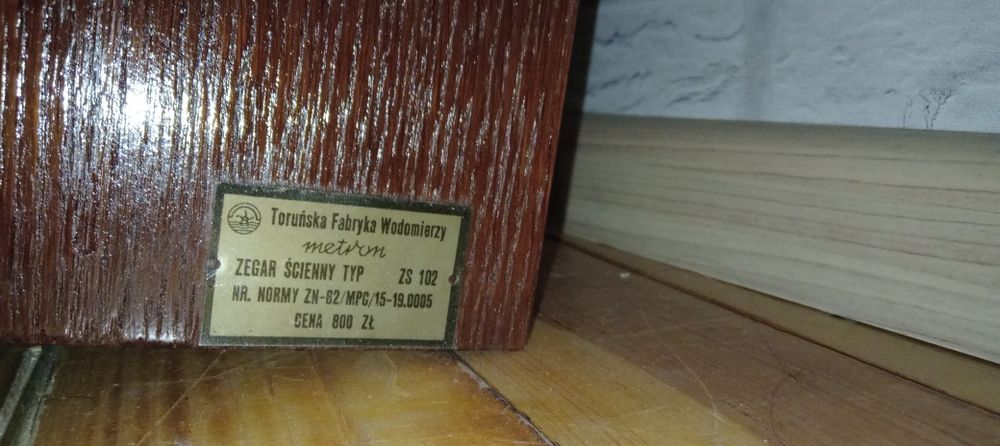 Toruńska Fabryka Wodomierzy
metron
ZEGAR ŚCIENNY TYP ZS 102
NR. NORMY ZN-62/MPC/15-19.0005
CENA 800 ZŁ